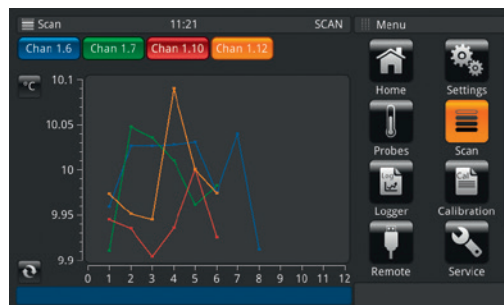 Scan 11:21 SCAN Menu
Chan 1.6 Chan 1.7 Chan 1.10 Chan 1.12
°C
10.1
10.05
10
9.95
9.9
0 1 2 3 4 5 6 7 8 9 10 11 12
Home Settings
Probes Scan
Log Cal
Logger Calibration
Remote Service